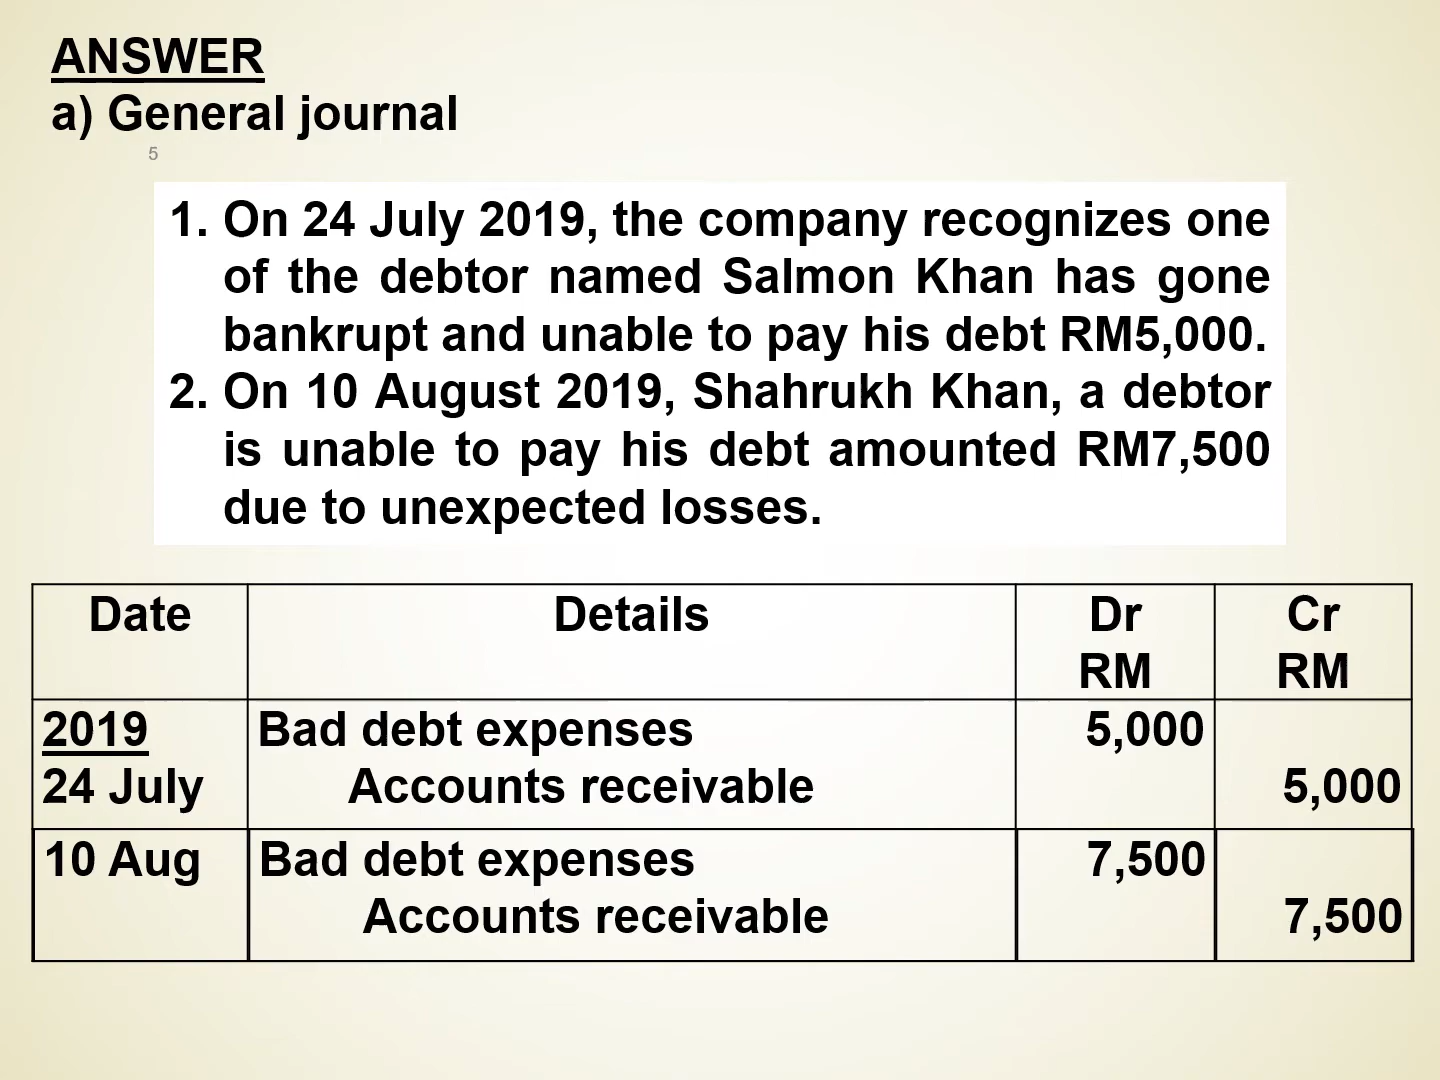 ANSWER
a) General journal
5
1. On 24 July 2019, the company recognizes one
of the debtor named Salmon Khan has gone
bankrupt and unable to pay his debt RM5,000.
2. On 10 August 2019, Shahrukh Khan, a debtor
is unable to pay his debt amounted RM7,500
due to unexpected losses.
Date Details Dr Cr
RM RM
2019 Bad debt expenses 5,000
24 July Accounts receivable 5,000
10 Aug Bad debt expenses 7,500
Accounts receivable 7,500